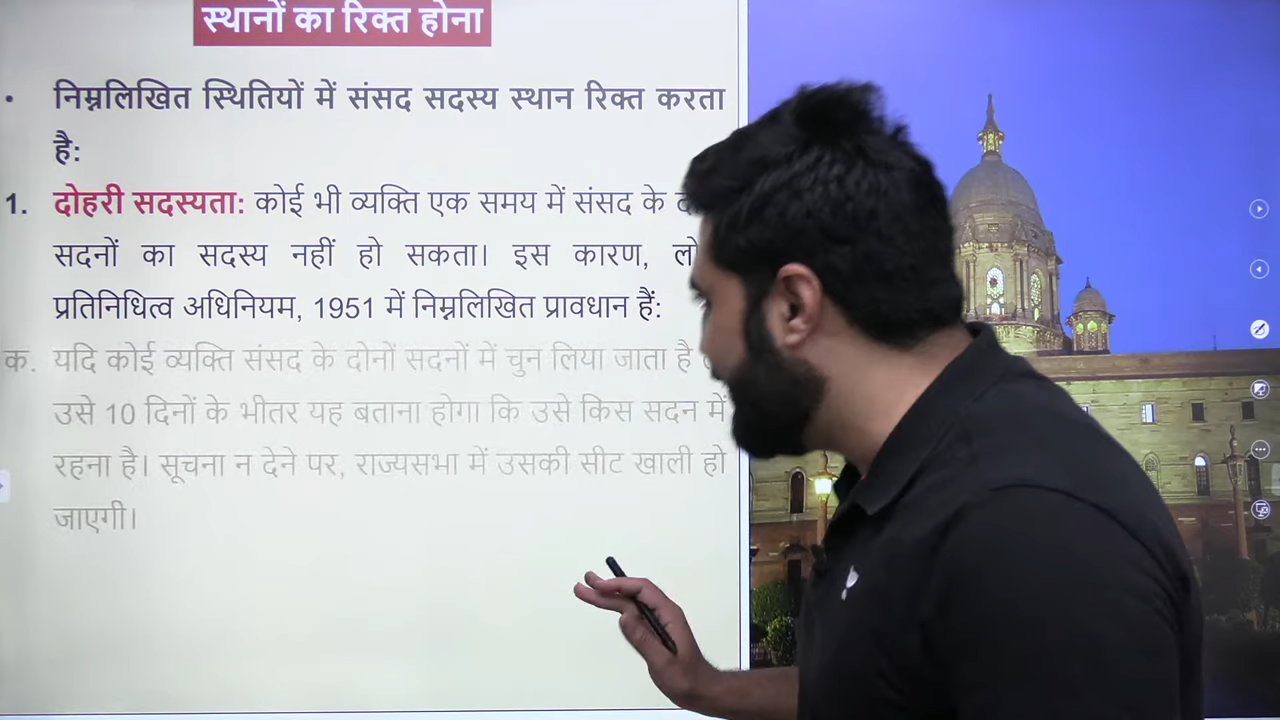 स्थानों का रिक्त होना
• निम्नलिखित स्थितियों में संसद सदस्य स्थान रिक्त करता
है:
1. दोहरी सदस्यता: कोई भी व्यक्ति एक समय में संसद के
सदनों का सदस्य नहीं हो सकता। इस कारण,
प्रतिनिधित्व अधिनियम, 1951 में निम्नलिखित प्रावधान हैं:
क. यदि कोई व्यक्ति संसद के दोनों सदनों में चुन लिया जाता है
उसे 10 दिनों के भीतर यह बताना होगा कि उसे किस सदन में
रहना है। सूचना न देने पर, राज्यसभा में उसकी सीट खाली हो
जाएगी।